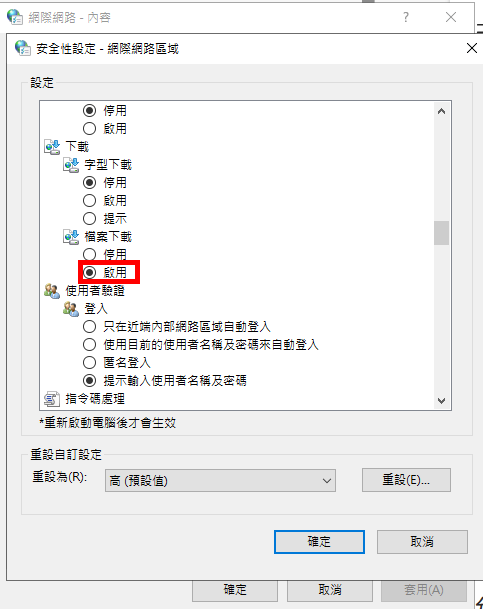 網際網路 - 內容
?
安全性設定 - 網際網路區域
設定
停用
啟用
下載
字型下載
停用
啟用
提示
檔案下載
停用
啟用
使用者驗證
登入
只在近端內部網路區域自動登入
使用目前的使用者名稱及密碼來自動登入
匿名登入
提示輸入使用者名稱及密碼
指令碼處理
*重新啟動電腦後才會生效
重設自訂設定
重設為(R):
高 (預設值)
重設(E)...
確定
取消
確定
取消
套用(A)